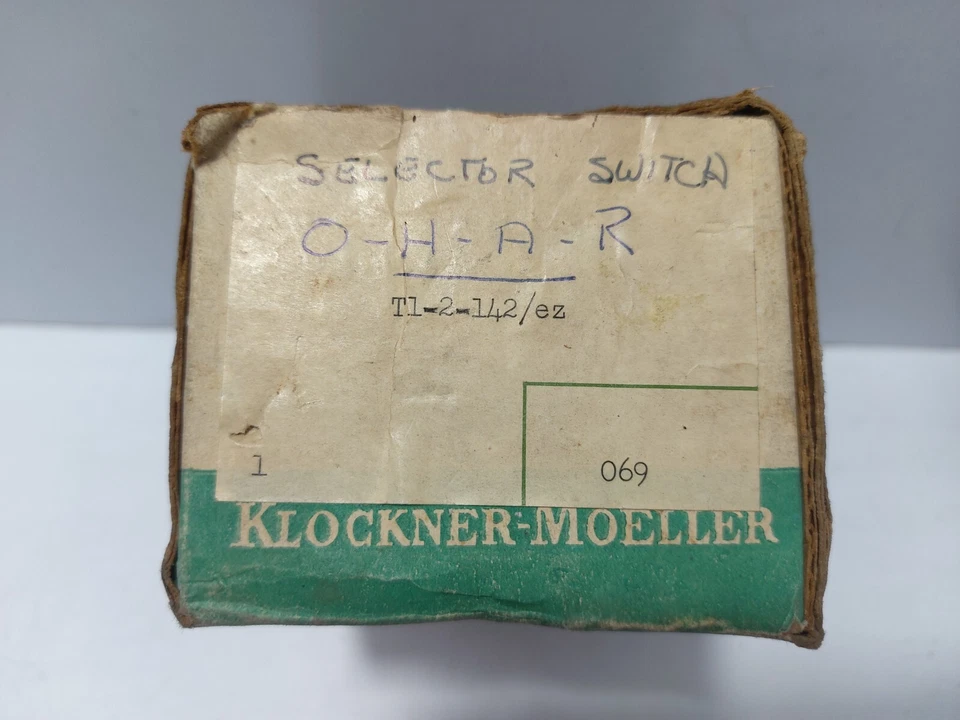 SELECTOR SWITCH
O-H-A-R
T1-2-142/ez
1
069
KLOCKNER-MOELLER